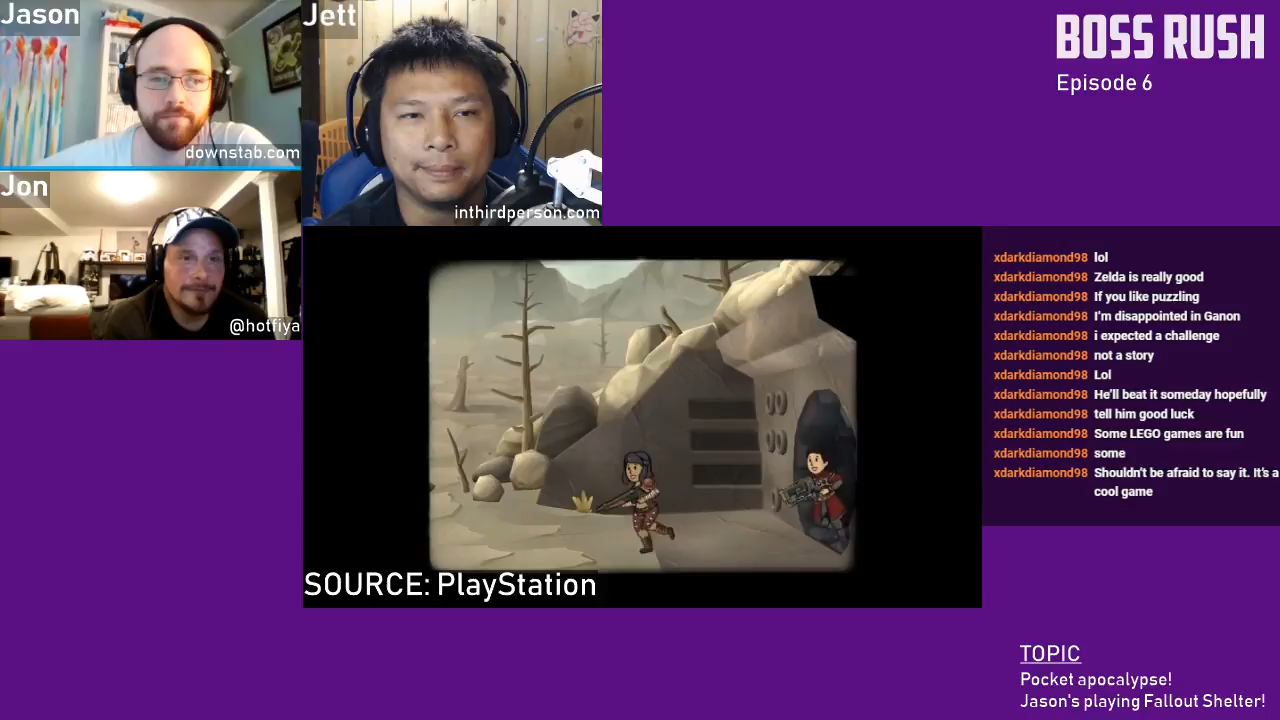 Jason
downstab.com
Jett
inthirdperson.com
Jon
@hotfiya
BOSS RUSH
Episode 6
xdarkdiamond98 lol
xdarkdiamond98 Zelda is really good
xdarkdiamond98 If you like puzzling
xdarkdiamond98 I'm disappointed in Ganon
xdarkdiamond98 i expected a challenge
xdarkdiamond98 not a story
xdarkdiamond98 Lol
xdarkdiamond98 He'll beat it someday hopefully
xdarkdiamond98 tell him good luck
xdarkdiamond98 Some LEGO games are fun
xdarkdiamond98 some
xdarkdiamond98 Shouldn't be afraid to say it. It's a
cool game
SOURCE: PlayStation
TOPIC
Pocket apocalypse!
Jason's playing Fallout Shelter!